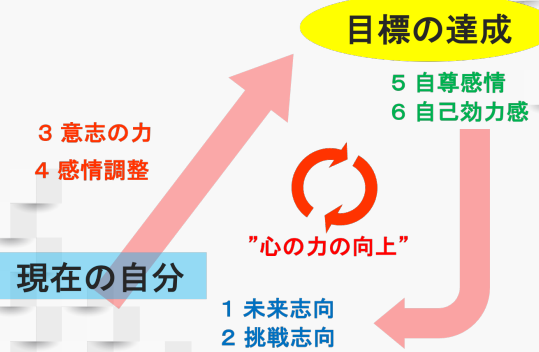 目標の達成
5 自尊感情
6 自己効力感
3 意志の力
4 感情調整
”心の力の向上”
現在の自分
1 未来志向
2 挑戦志向